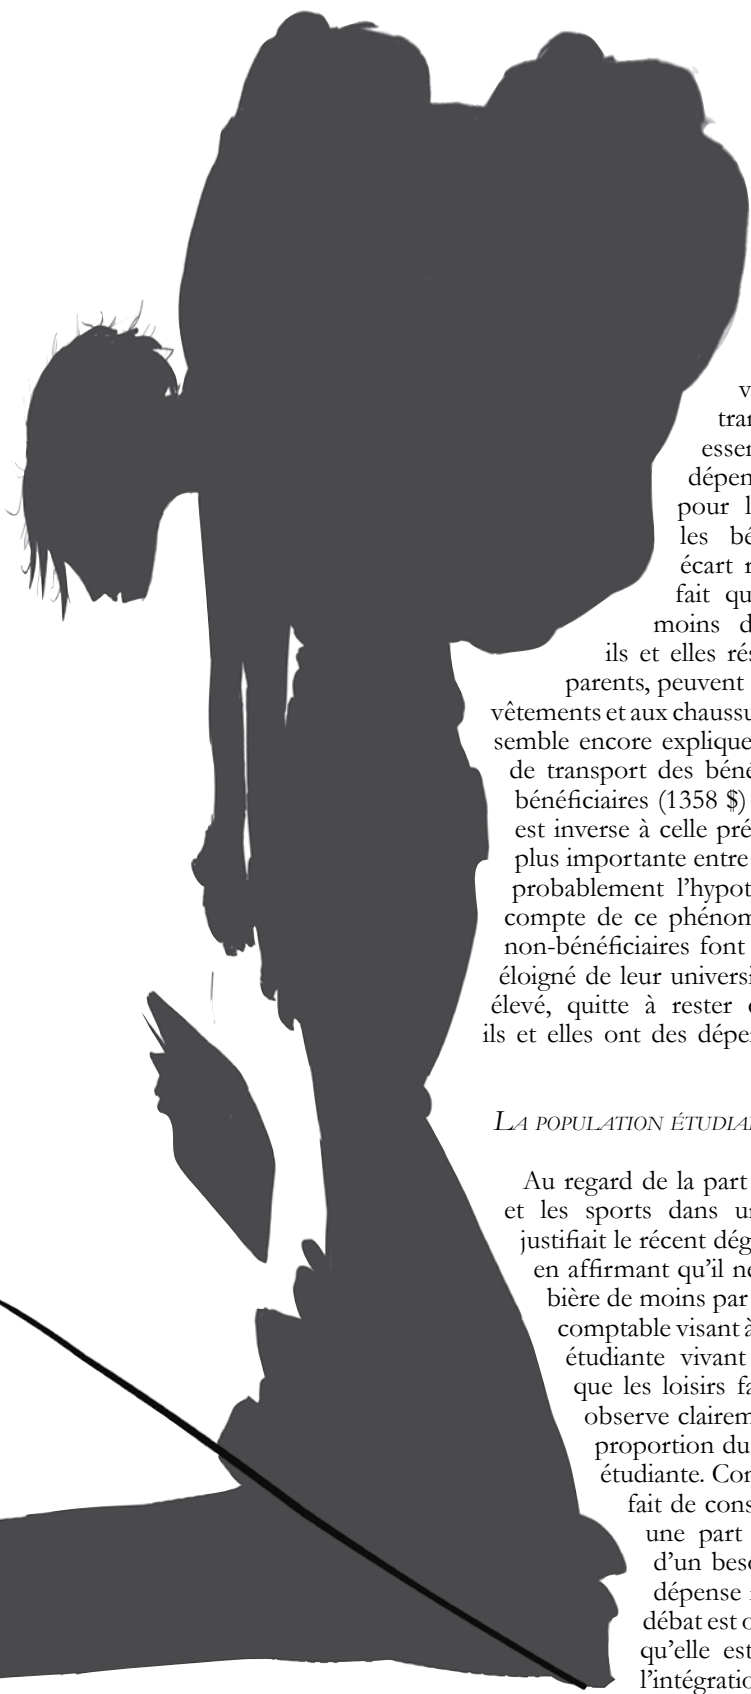 v
tran
essen
dépen
pour l
les bé
écart r
fait qu
moins d
ils et elles rés
parents, peuvent
vêtements et aux chaussu
semble encore explique
de transport des béné
bénéficiaires (1358 $)
est inverse à celle pré
plus importante entre
probablement l’hypot
compte de ce phénom
non-bénéficiaires font
éloigné de leur universi
élevé, quitte à rester
ils et elles ont des dépe
La population étudia
Au regard de la part
et les sports dans u
justifiait le récent dég
en affirmant qu’il ne
bière de moins par
comptable visant à
étudiante vivant
que les loisirs fa
observe clairem
proportion du
étudiante. Con
fait de cons
une part
d’un beso
dépense
débat est o
qu’elle est
l’intégratio